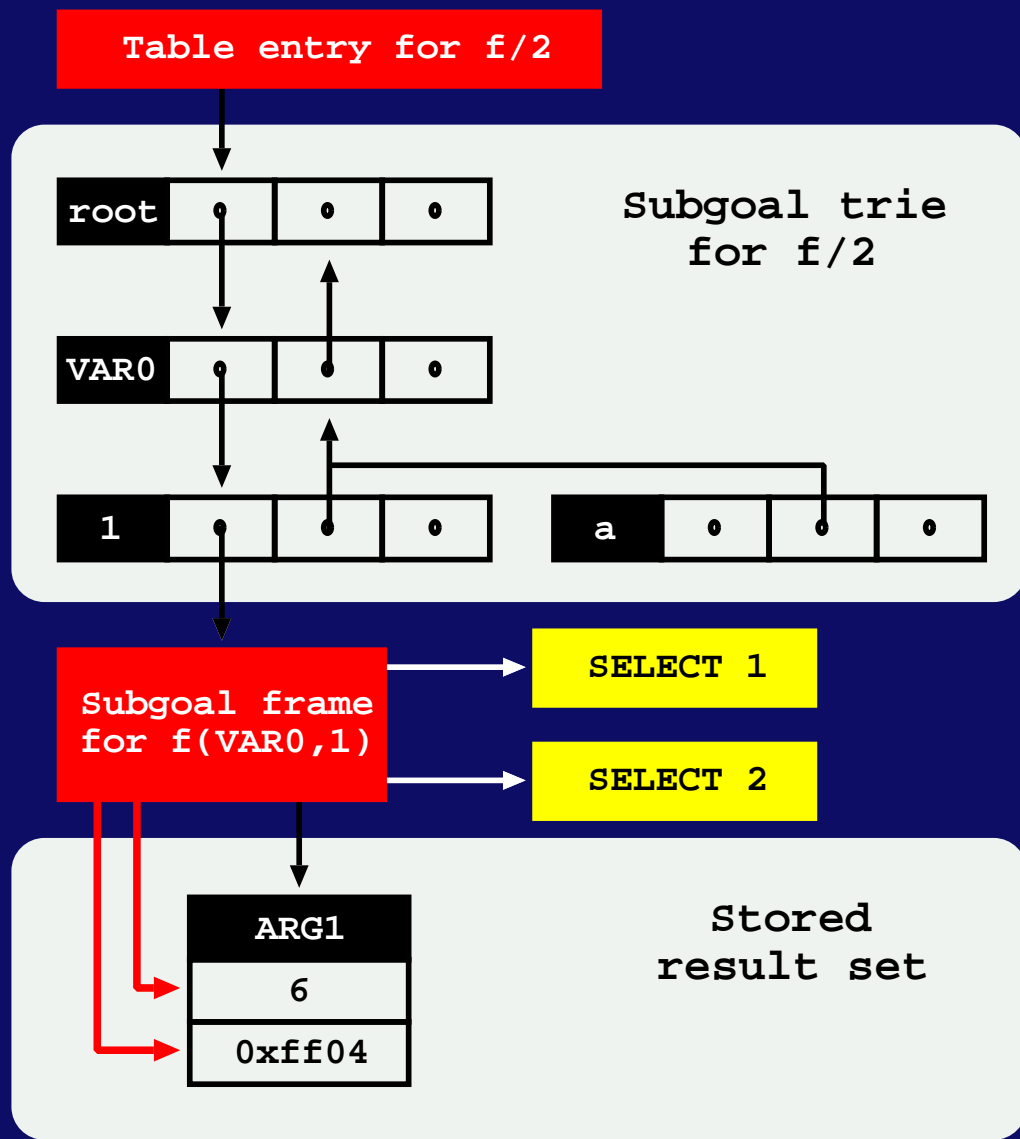 Table entry for f/2
root
Subgoal trie
for f/2
VAR0
1
a
SELECT 1
Subgoal frame
for f(VAR0,1)
SELECT 2
ARG1
Stored
result set
6
0xff04